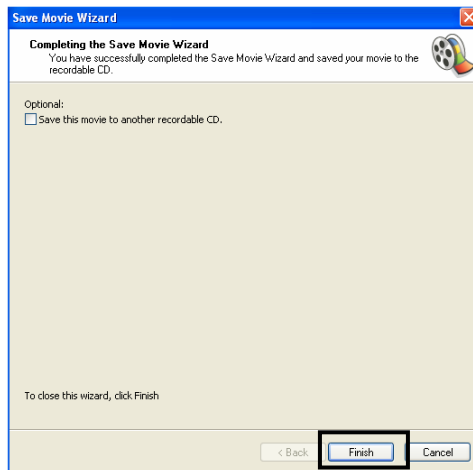 Save Movie Wizard
Completing the Save Movie Wizard
You have successfully completed the Save Movie Wizard and saved your movie to the
recordable CD.
Optional:
Save this movie to another recordable CD.
To close this wizard, click Finish
< Back Finish Cancel